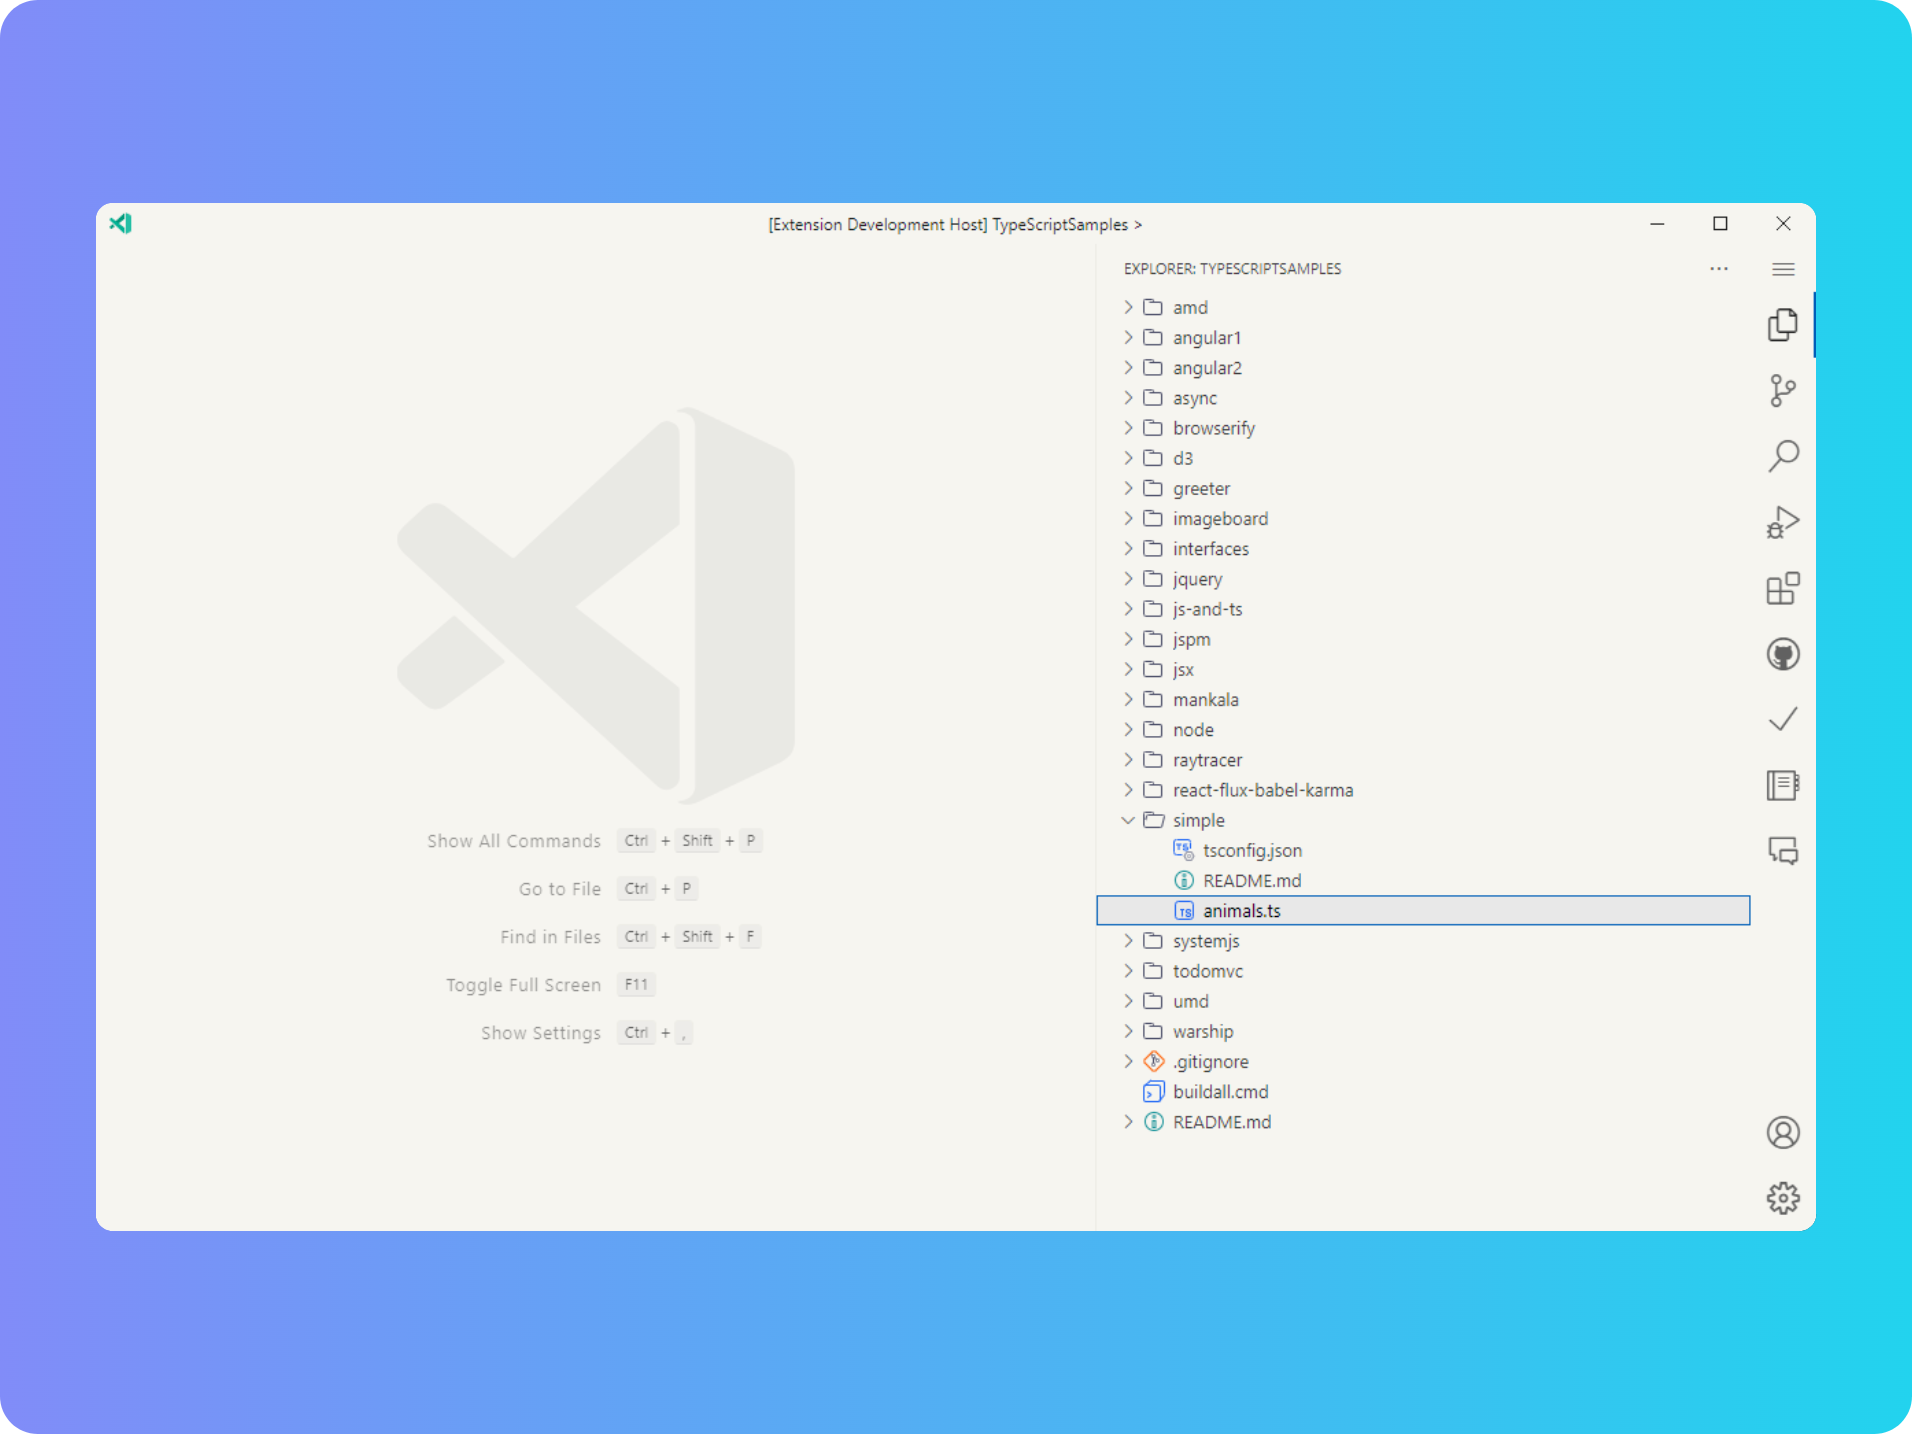 [Extension Development Host] TypeScriptSamples >
Show All Commands Ctrl + Shift + P
Go to File Ctrl + P
Find in Files Ctrl + Shift + F
Toggle Full Screen F11
Show Settings Ctrl + ,
EXPLORER: TYPESCRIPTSAMPLES
amd
angular1
angular2
async
browserify
d3
greeter
imageboard
interfaces
jquery
js-and-ts
jspm
jsx
mankala
node
raytracer
react-flux-babel-karma
simple
TS tsconfig.json
README.md
TS animals.ts
systemjs
todomvc
umd
warship
.gitignore
buildall.cmd
README.md